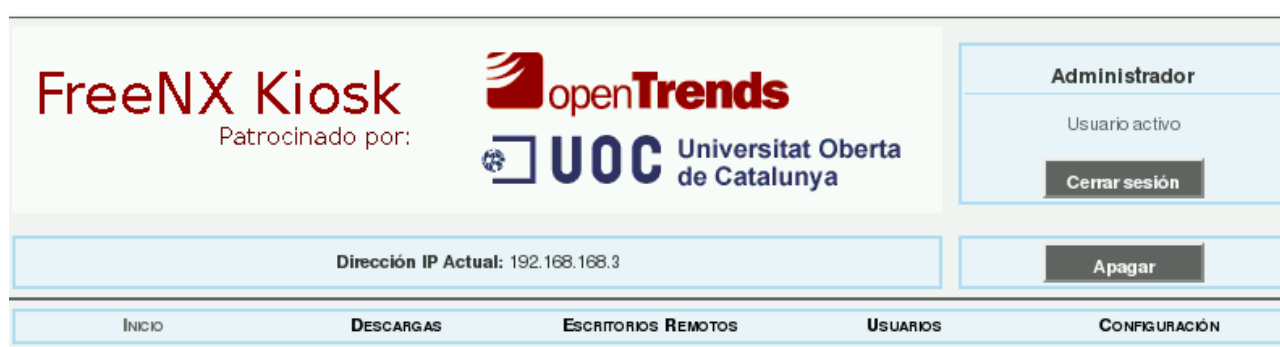 FreeNX Kiosk
Patrocinado por:
openTrends
UOC Universitat Oberta
de Catalunya
Administrador
Usuario activo
Cerrar sesión
Dirección IP Actual: 192.168.168.3
Apagar
INICIO DESCARGAS ESCRITORIOS REMOTOS USUARIOS CONFIGURACIÓN